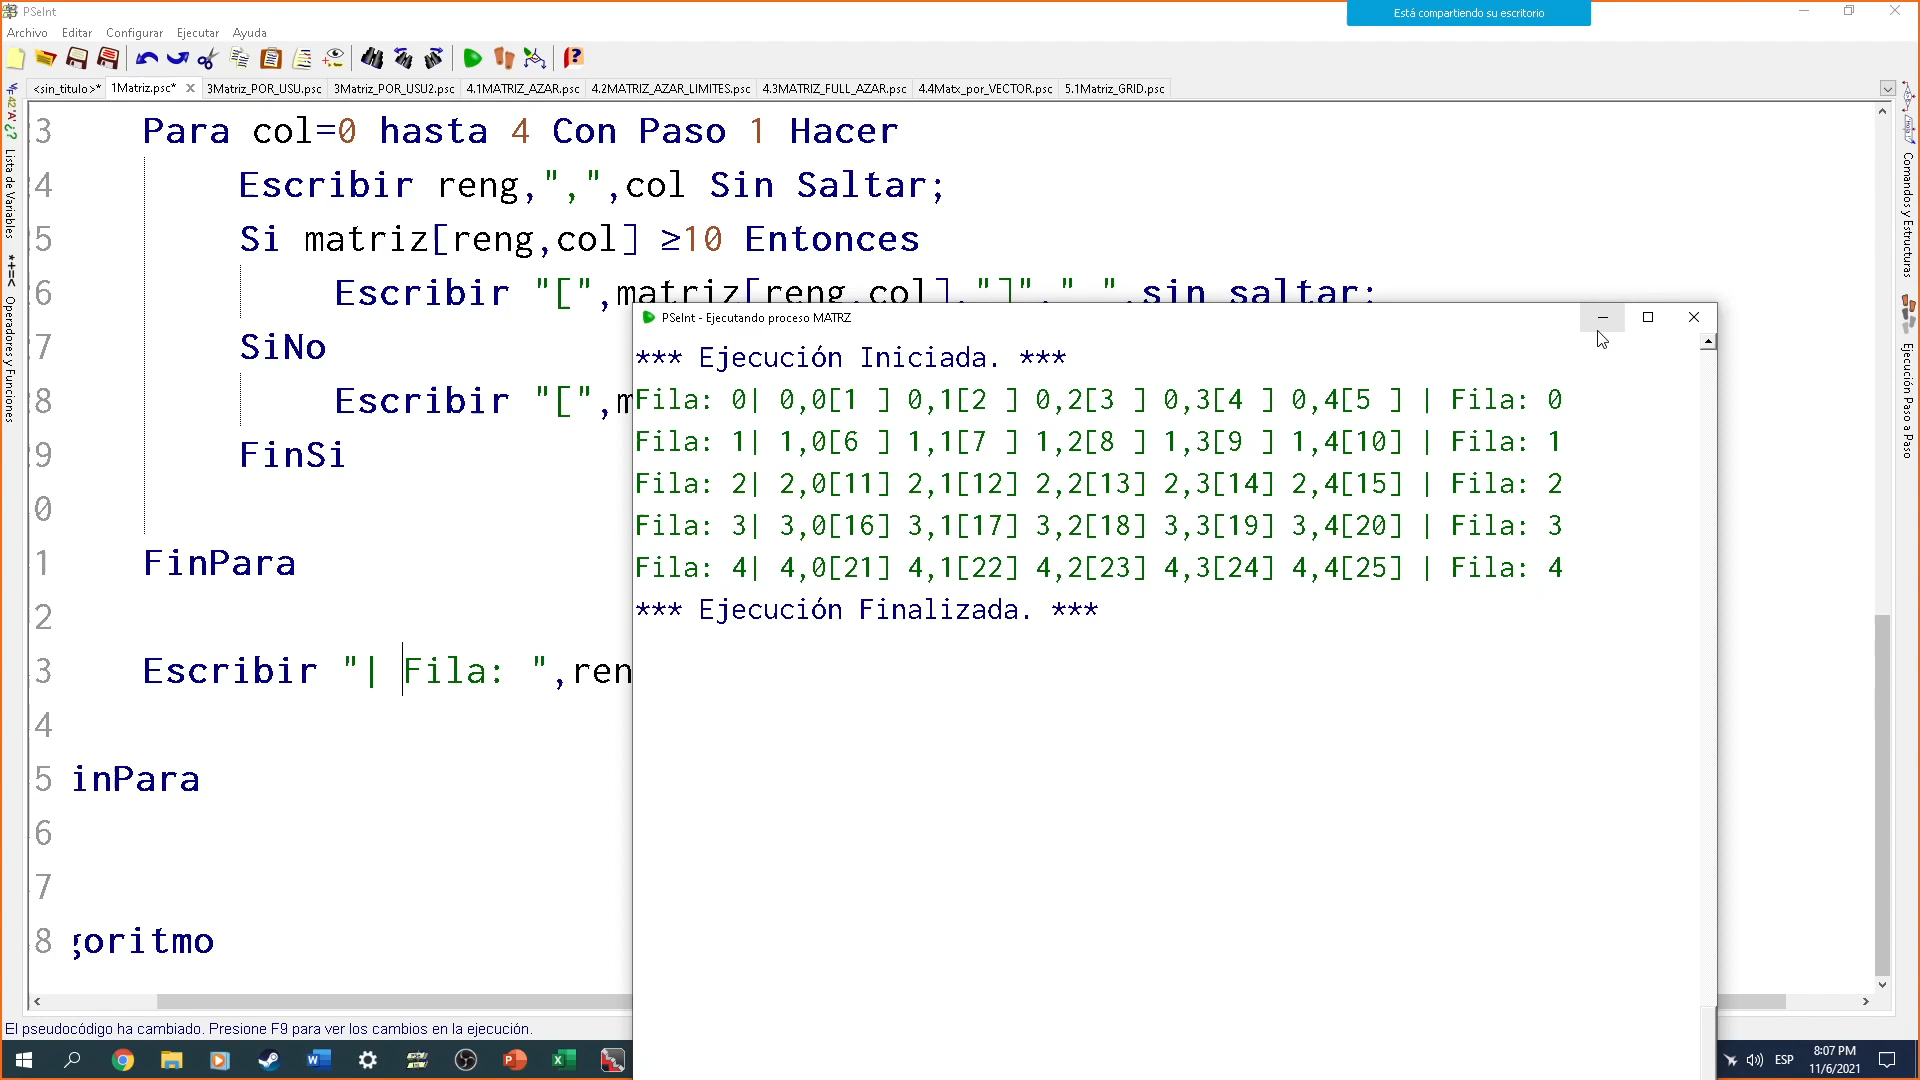 PSeInt
Está compartiendo su escritorio
Archivo Editar Configurar Ejecutar Ayuda
<sin_titulo>* 1Matriz.psc* 3Matriz_POR_USU.psc 3Matriz_POR_USU2.psc 4.1MATRIZ_AZAR.psc 4.2MATRIZ_AZAR_LIMITES.psc 4.3MATRIZ_FULL_AZAR.psc 4.4Matx_por_VECTOR.psc 5.1Matriz_GRID.psc
Lista de Variables
Operadores y Funciones
3 Para col=0 hasta 4 Con Paso 1 Hacer
4 Escribir reng,",",col Sin Saltar;
5 Si matriz[reng,col] ≥10 Entonces
6 Escribir "[",matriz[reng,col],"]"," ",sin saltar;
7 SiNo
8 Escribir "[",m
9 FinSi
0
1 FinPara
2
3 Escribir "| Fila: ",ren
4
5 inPara
6
7
8 goritmo
PSeInt - Ejecutando proceso MATRZ
*** Ejecución Iniciada. ***
Fila: 0| 0,0[1 ] 0,1[2 ] 0,2[3 ] 0,3[4 ] 0,4[5 ] | Fila: 0
Fila: 1| 1,0[6 ] 1,1[7 ] 1,2[8 ] 1,3[9 ] 1,4[10] | Fila: 1
Fila: 2| 2,0[11] 2,1[12] 2,2[13] 2,3[14] 2,4[15] | Fila: 2
Fila: 3| 3,0[16] 3,1[17] 3,2[18] 3,3[19] 3,4[20] | Fila: 3
Fila: 4| 4,0[21] 4,1[22] 4,2[23] 4,3[24] 4,4[25] | Fila: 4
*** Ejecución Finalizada. ***
Comandos y Estructuras
Ejecución Paso a Paso
El pseudocódigo ha cambiado. Presione F9 para ver los cambios en la ejecución.
ESP
8:07 PM
11/6/2021